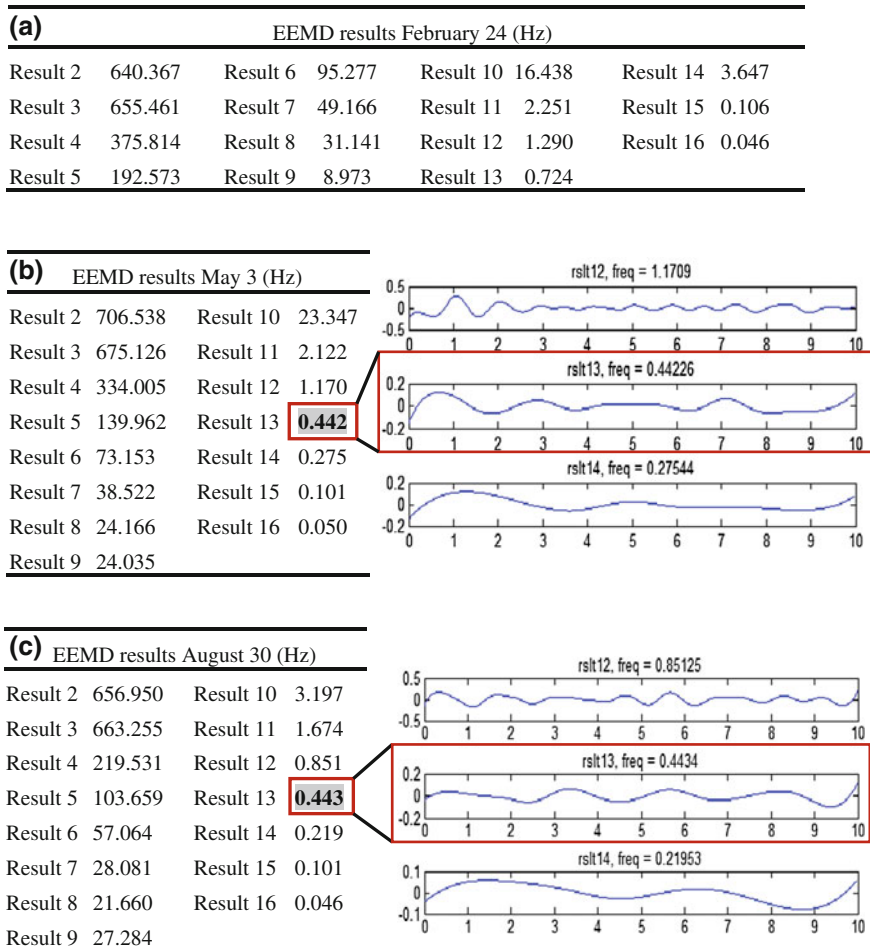 (a) EEMD results February 24 (Hz)
Result 2 640.367 Result 6 95.277 Result 10 16.438 Result 14 3.647
Result 3 655.461 Result 7 49.166 Result 11 2.251 Result 15 0.106
Result 4 375.814 Result 8 31.141 Result 12 1.290 Result 16 0.046
Result 5 192.573 Result 9 8.973 Result 13 0.724
(b) EEMD results May 3 (Hz)
Result 2 706.538 Result 10 23.347
Result 3 675.126 Result 11 2.122
Result 4 334.005 Result 12 1.170
Result 5 139.962 Result 13 0.442
Result 6 73.153 Result 14 0.275
Result 7 38.522 Result 15 0.101
Result 8 24.166 Result 16 0.050
Result 9 24.035
rslt12, freq = 1.1709
0.5
0
-0.5
0 1 2 3 4 5 6 7 8 9 10
rslt13, freq = 0.44226
0.2
0
-0.2
0 1 2 3 4 5 6 7 8 9 10
rslt14, freq = 0.27544
0.2
0
-0.2
0 1 2 3 4 5 6 7 8 9 10
(c) EEMD results August 30 (Hz)
Result 2 656.950 Result 10 3.197
Result 3 663.255 Result 11 1.674
Result 4 219.531 Result 12 0.851
Result 5 103.659 Result 13 0.443
Result 6 57.064 Result 14 0.219
Result 7 28.081 Result 15 0.101
Result 8 21.660 Result 16 0.046
Result 9 27.284
rslt12, freq = 0.85125
0.5
0
-0.5
0 1 2 3 4 5 6 7 8 9 10
rslt13, freq = 0.4434
0.2
0
-0.2
0 1 2 3 4 5 6 7 8 9 10
rslt14, freq = 0.21953
0.1
0
-0.1
0 1 2 3 4 5 6 7 8 9 10